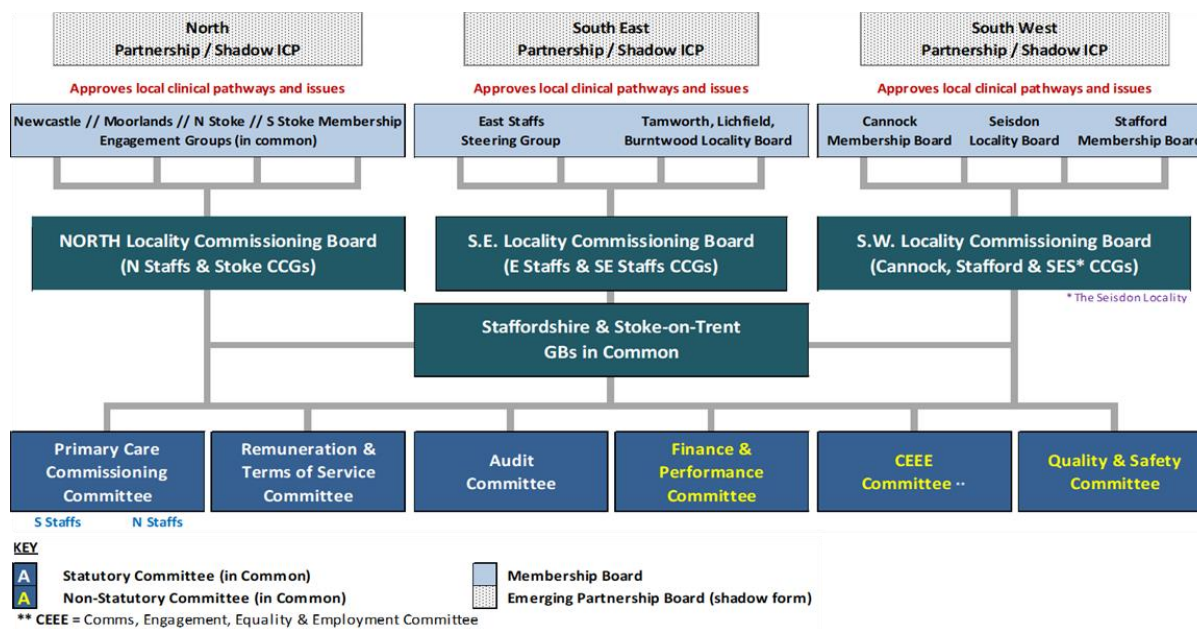 North
Partnership / Shadow ICP
South East
Partnership / Shadow ICP
South West
Partnership / Shadow ICP
Approves local clinical pathways and issues
Approves local clinical pathways and issues
Approves local clinical pathways and issues
Newcastle // Moorlands // N Stoke // S Stoke Membership
Engagement Groups (in common)
East Staffs
Steering Group
Tamworth, Lichfield,
Burntwood Locality Board
Cannock
Membership Board
Seisdon
Locality Board
Stafford
Membership Board
NORTH Locality Commissioning Board
(N Staffs & Stoke CCGs)
S.E. Locality Commissioning Board
(E Staffs & SE Staffs CCGs)
S.W. Locality Commissioning Board
(Cannock, Stafford & SES* CCGs)
* The Seisdon Locality
Staffordshire & Stoke-on-Trent
GBs in Common
Primary Care
Commissioning
Committee
Remuneration &
Terms of Service
Committee
Audit
Committee
Finance &
Performance
Committee
CEEE
Committee **
Quality & Safety
Committee
S Staffs
N Staffs
KEY
A Statutory Committee (in Common)
A Non-Statutory Committee (in Common)
Membership Board
Emerging Partnership Board (shadow form)
** CEEE = Comms, Engagement, Equality & Employment Committee